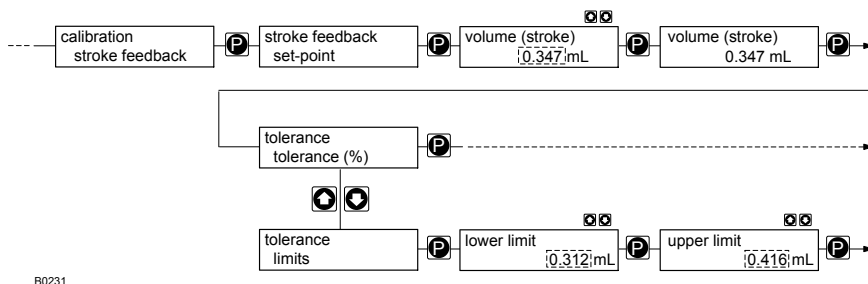 calibration
stroke feedback
P
stroke feedback
set-point
P
volume (stroke)
0.347 mL
P
volume (stroke)
0.347 mL
P
tolerance
tolerance (%)
P
tolerance
limits
P
lower limit
0.312 mL
P
upper limit
0.416 mL
P
B0231